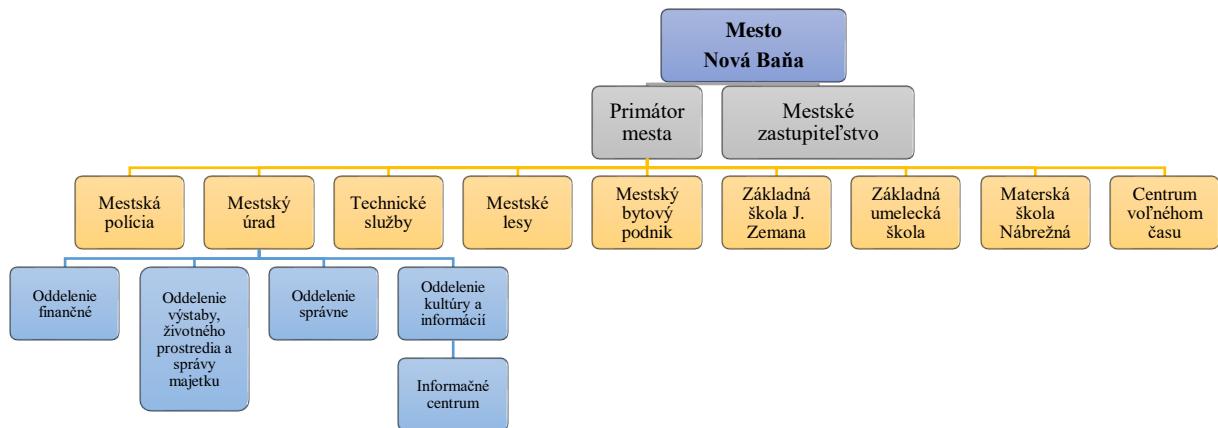 Mesto
Nová Baňa
Primátor
mesta
Mestské
zastupiteľstvo
Mestská
polícia
Mestský
úrad
Technické
služby
Mestské
lesy
Mestský
bytový
podnik
Základná
škola J.
Zemana
Základná
umelecká
škola
Materská
škola
Nábrežná
Centrum
voľnéhom
času
Oddelenie
finančné
Oddelenie
výstaby,
životného
prostredia a
správy
majetku
Oddelenie
správne
Oddelenie
kultúry a
informácií
Informačné
centrum